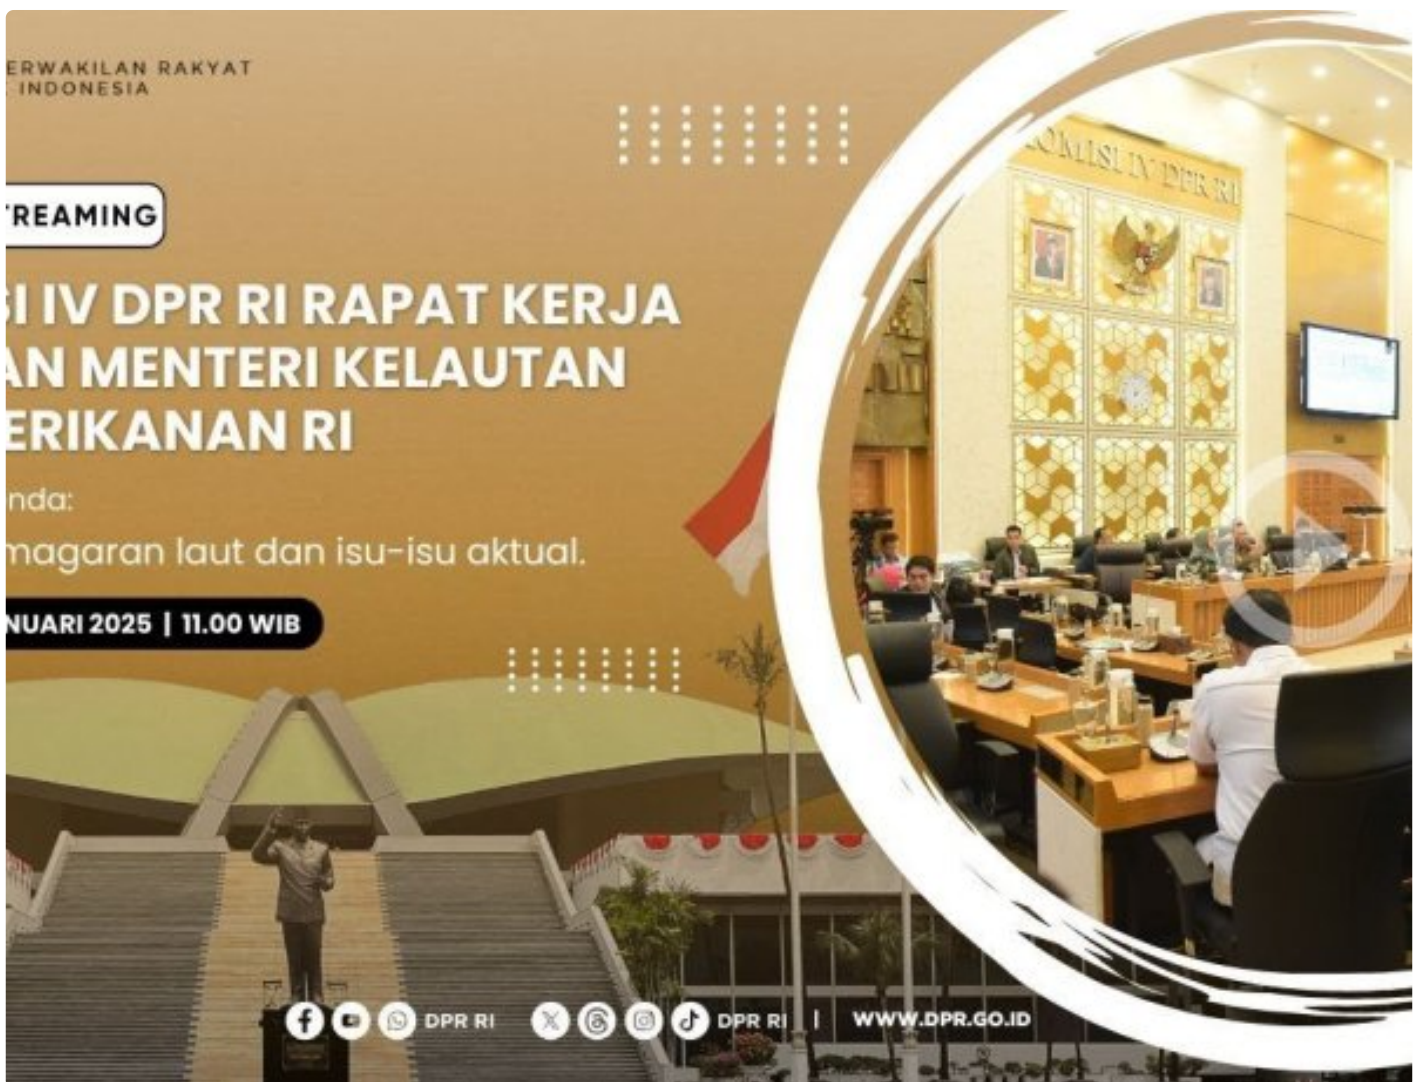 ERWAKILAN RAKYAT
INDONESIA
TREAMING
SI IV DPR RI RAPAT KERJA
AN MENTERI KELAUTAN
ERIKANAN RI
nda:
magaran laut dan isu-isu aktual.
NUARI 2025 | 11.00 WIB
KOMISI IV DPR RI
DPR RI
DPR RI | WWW.DPR.GO.ID